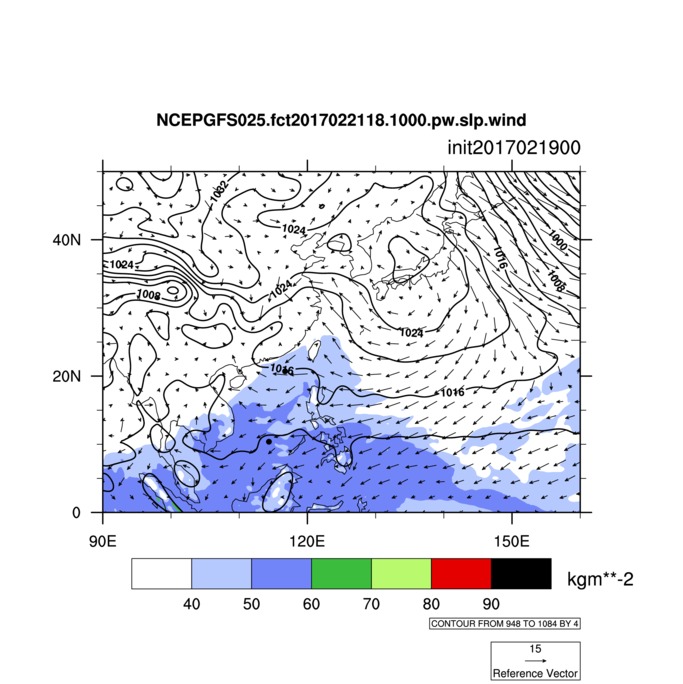 NCEPGFS025.fct2017022118.1000.pw.slp.wind
init2017021900
1032
1024
1000
40N
1016
1024
1008
1024
1008
1024
1016
20N
1016
0
90E 120E 150E
kgm**-2
40 50 60 70 80 90
CONTOUR FROM 948 TO 1084 BY 4
15
Reference Vector